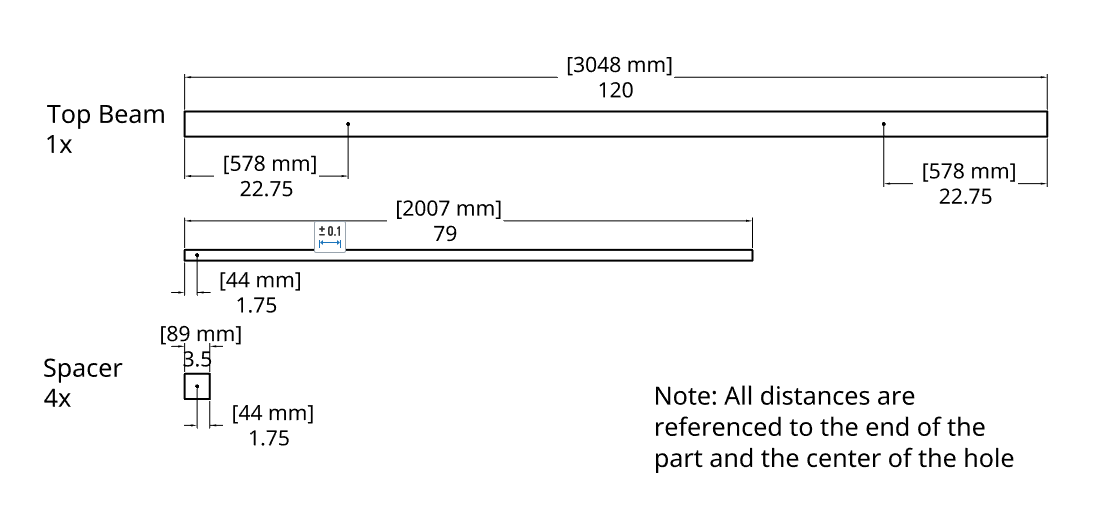 [3048 mm]
120
Top Beam
1x
[578 mm]
22.75
[578 mm]
22.75
[2007 mm]
79
± 0.1
[44 mm]
1.75
[89 mm]
3.5
Spacer
4x
[44 mm]
1.75
Note: All distances are
referenced to the end of the
part and the center of the hole